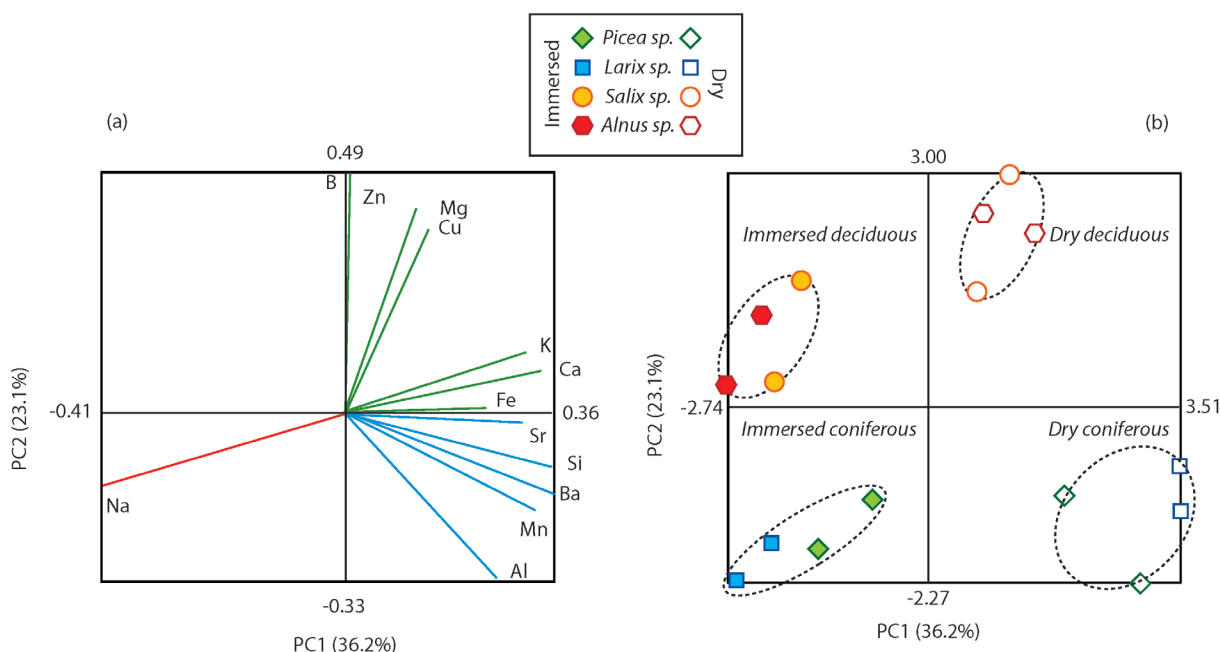 Immersed
Picea sp.
Larix sp.
Salix sp.
Alnus sp.
Dry
(a)
0.49
B
Zn
Mg
Cu
K
Ca
Fe
-0.41
0.36
Sr
Si
Ba
Mn
Al
Na
-0.33
PC1 (36.2%)
PC2 (23.1%)
(b)
3.00
Immersed deciduous
Dry deciduous
-2.74
3.51
Immersed coniferous
Dry coniferous
-2.27
PC1 (36.2%)
PC2 (23.1%)